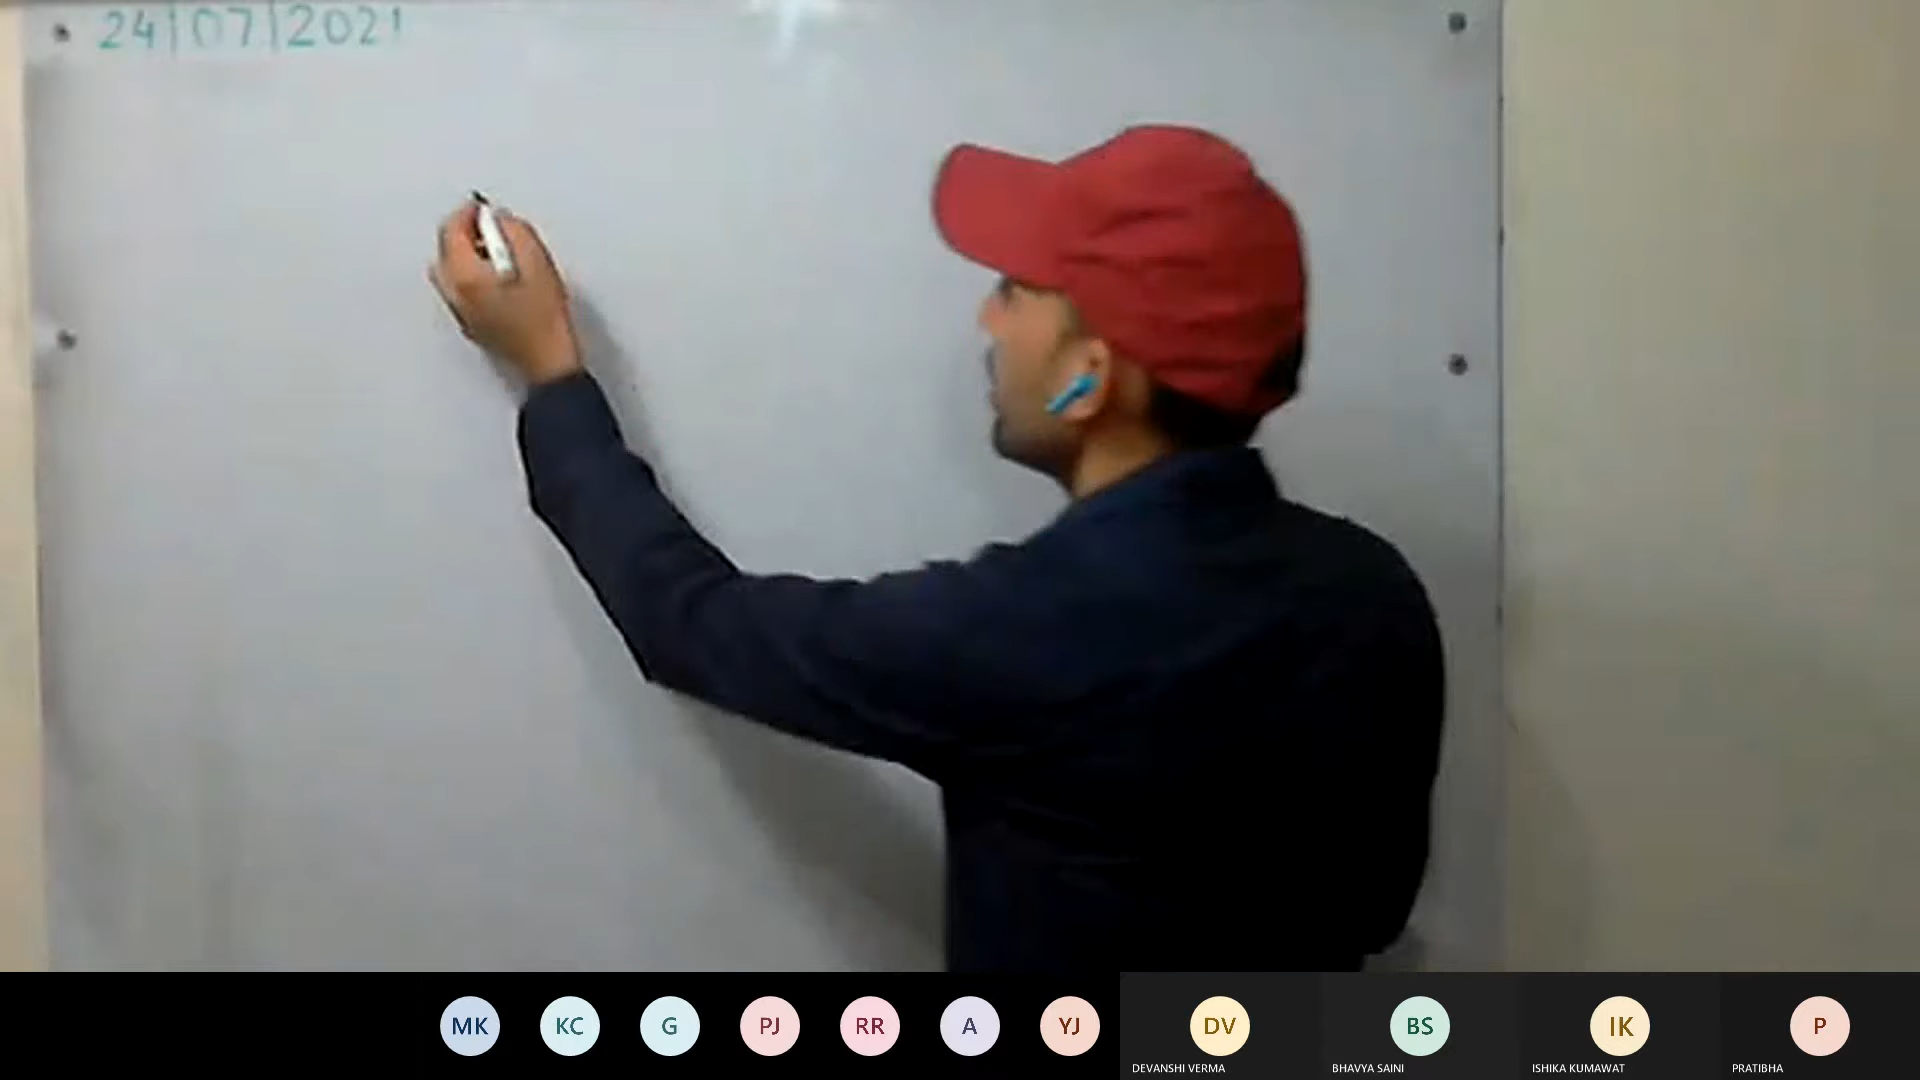 24|07|2021
MK KC G PJ RR A YJ DV BS IK P
DEVANSHI VERMA BHAVYA SAINI ISHIKA KUMAWAT PRATIBHA